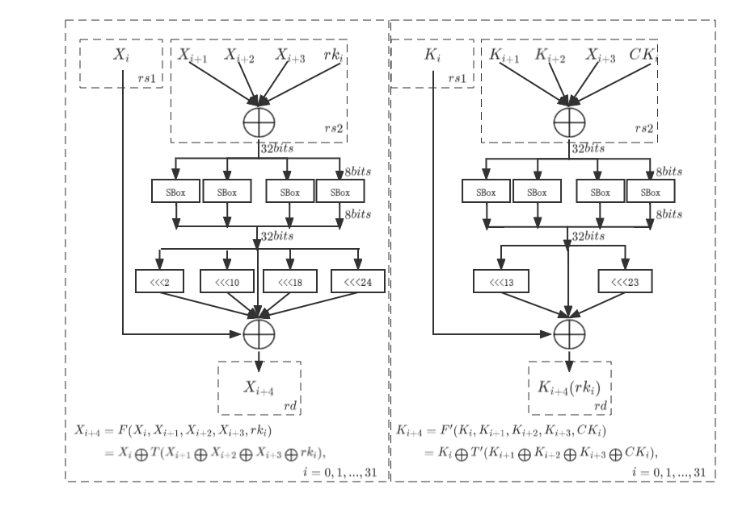 X_i
X_{i+1} X_{i+2} X_{i+3} rk_i
rs1
rs2
32bits
8bits
SBox SBox SBox SBox
8bits
32bits
<<<2 <<<10 <<<18 <<<24
X_{i+4}
rd
X_{i+4} = F(X_i, X_{i+1}, X_{i+2}, X_{i+3}, rk_i)
= X_i ⊕ T(X_{i+1} ⊕ X_{i+2} ⊕ X_{i+3} ⊕ rk_i),
i = 0, 1, ..., 31
K_i
K_{i+1} K_{i+2} X_{i+3} CK_i
rs1
rs2
32bits
8bits
SBox SBox SBox SBox
8bits
32bits
<<<13 <<<23
K_{i+4}(rk_i)
rd
K_{i+4} = F'(K_i, K_{i+1}, K_{i+2}, K_{i+3}, CK_i)
= K_i ⊕ T'(K_{i+1} ⊕ K_{i+2} ⊕ K_{i+3} ⊕ CK_i),
i = 0, 1, ..., 31